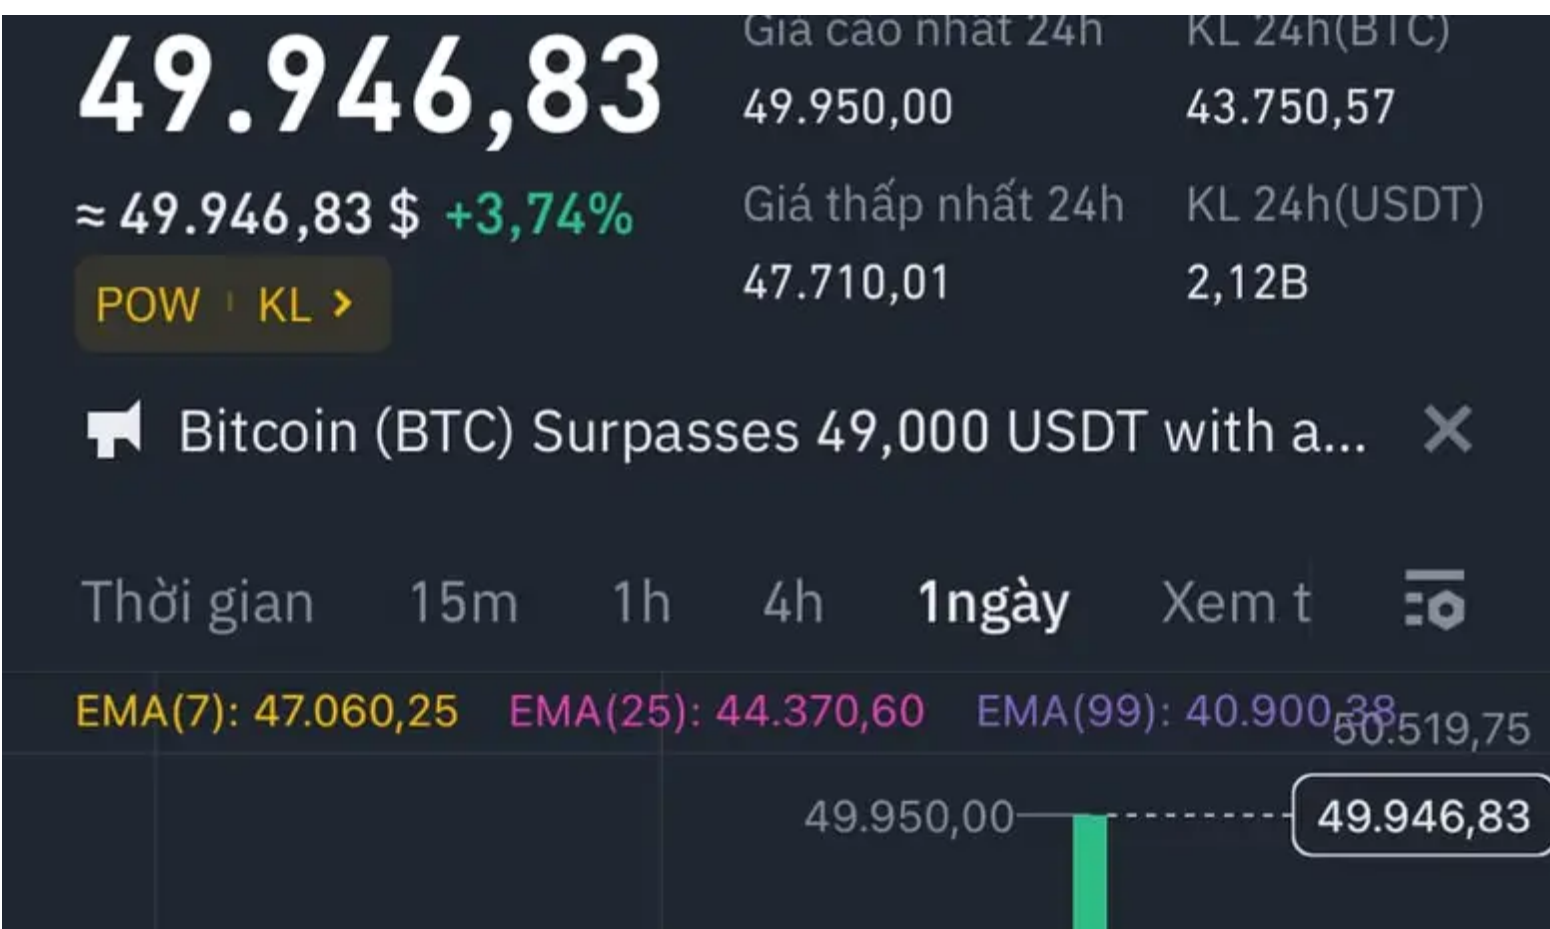 49.946,83
≈ 49.946,83 $ +3,74%
POW | KL >
Giá cao nhất 24h
49.950,00
KL 24h(BTC)
43.750,57
Giá thấp nhất 24h
47.710,01
KL 24h(USDT)
2,12B
Bitcoin (BTC) Surpasses 49,000 USDT with a...
Thời gian 15m 1h 4h 1ngày Xem t
EMA(7): 47.060,25 EMA(25): 44.370,60 EMA(99): 40.900,38
50.519,75
49.950,00
49.946,83